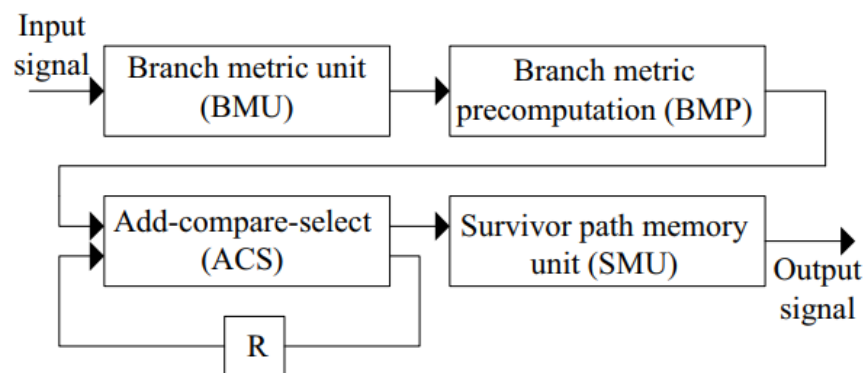 Input
signal
Branch metric unit
(BMU)
Branch metric
precomputation (BMP)
Add-compare-select
(ACS)
Survivor path memory
unit (SMU)
Output
signal
R